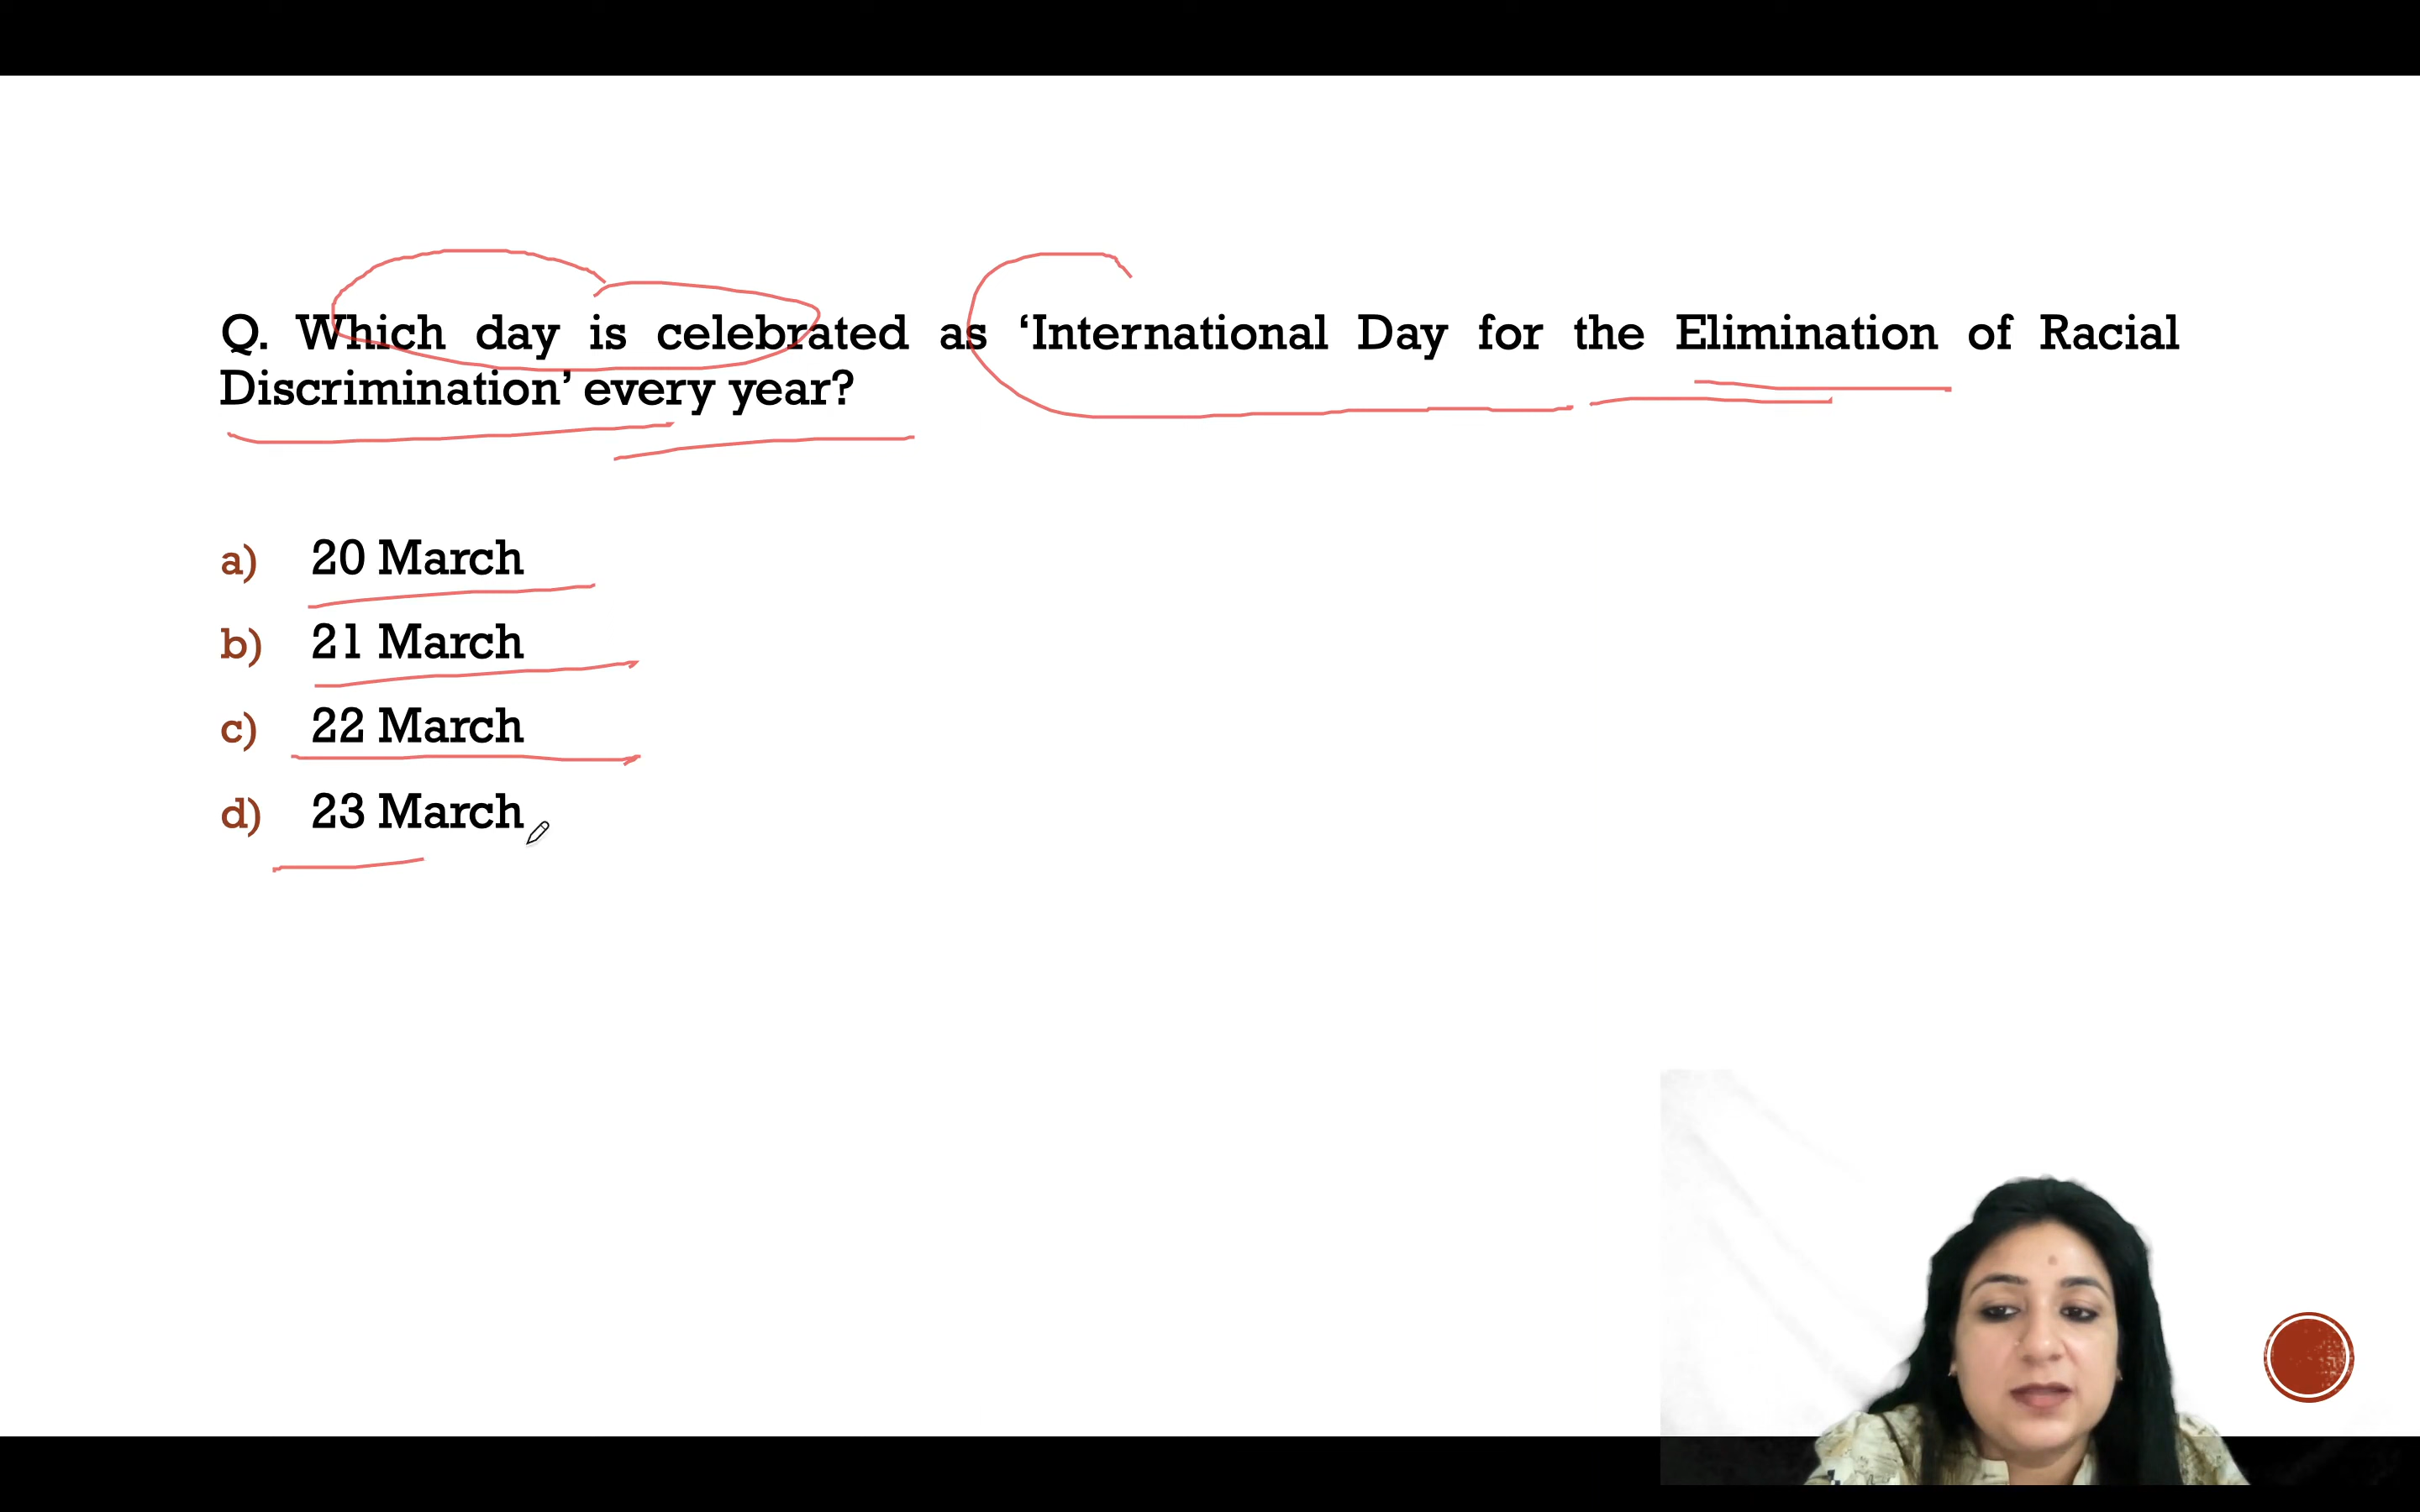 Q. Which day is celebrated as ‘International Day for the Elimination of Racial
Discrimination’ every year?
a) 20 March
b) 21 March
c) 22 March
d) 23 March